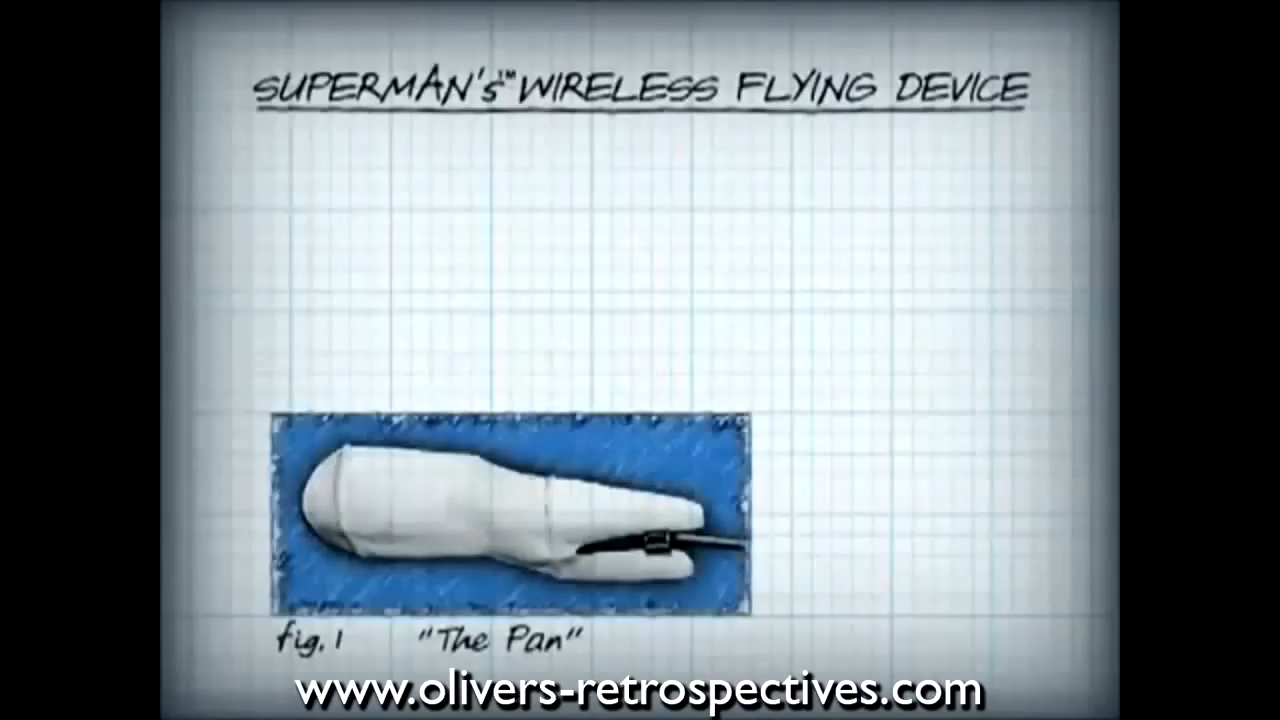 SUPERMAN's™ WIRELESS FLYING DEVICE
fig. 1 "The Pan"
www.olivers-retrospectives.com